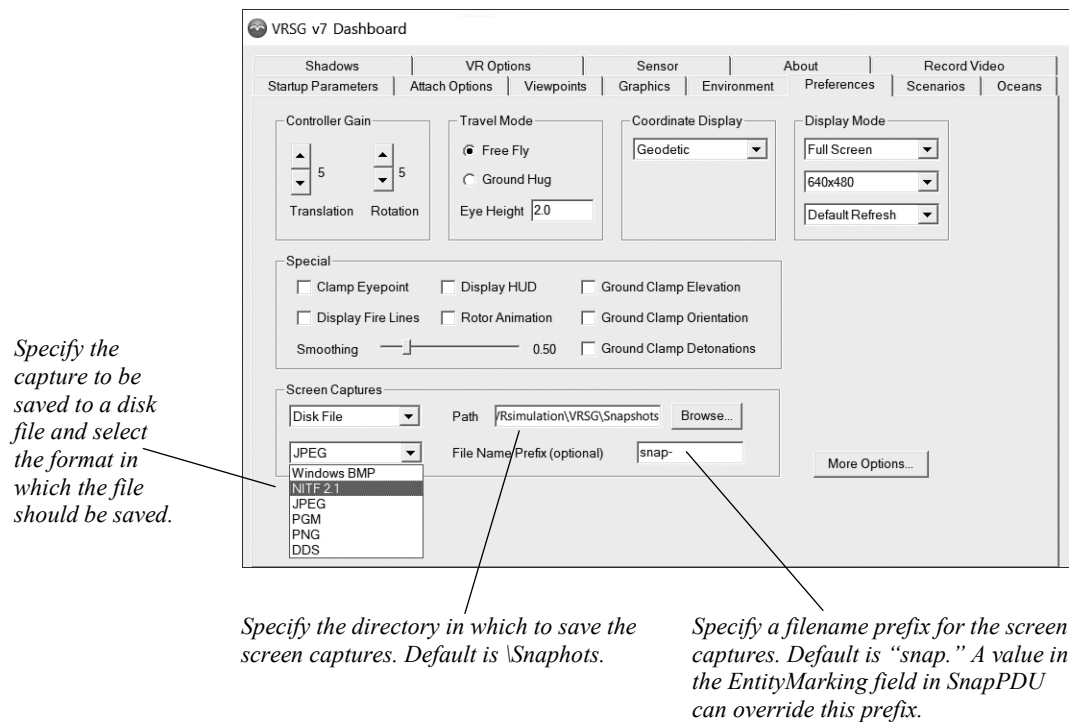 VRSG v7 Dashboard
Shadows VR Options Sensor About Record Video
Startup Parameters Attach Options Viewpoints Graphics Environment Preferences Scenarios Oceans
Controller Gain
5 5
Translation Rotation
Travel Mode
Free Fly
Ground Hug
Eye Height 2.0
Coordinate Display
Geodetic
Display Mode
Full Screen
640x480
Default Refresh
Special
Clamp Eyepoint Display HUD Ground Clamp Elevation
Display Fire Lines Rotor Animation Ground Clamp Orientation
Smoothing 0.50 Ground Clamp Detonations
Screen Captures
Disk File Path VRsimulation\VRSG\Snapshots Browse...
JPEG File Name Prefix (optional) snap-
Windows BMP
NITF 2.1
JPEG
PGM
PNG
DDS
More Options...
Specify the
capture to be
saved to a disk
file and select
the format in
which the file
should be saved.
Specify the directory in which to save the
screen captures. Default is \Snaphots.
Specify a filename prefix for the screen
captures. Default is “snap.” A value in
the EntityMarking field in SnapPDU
can override this prefix.